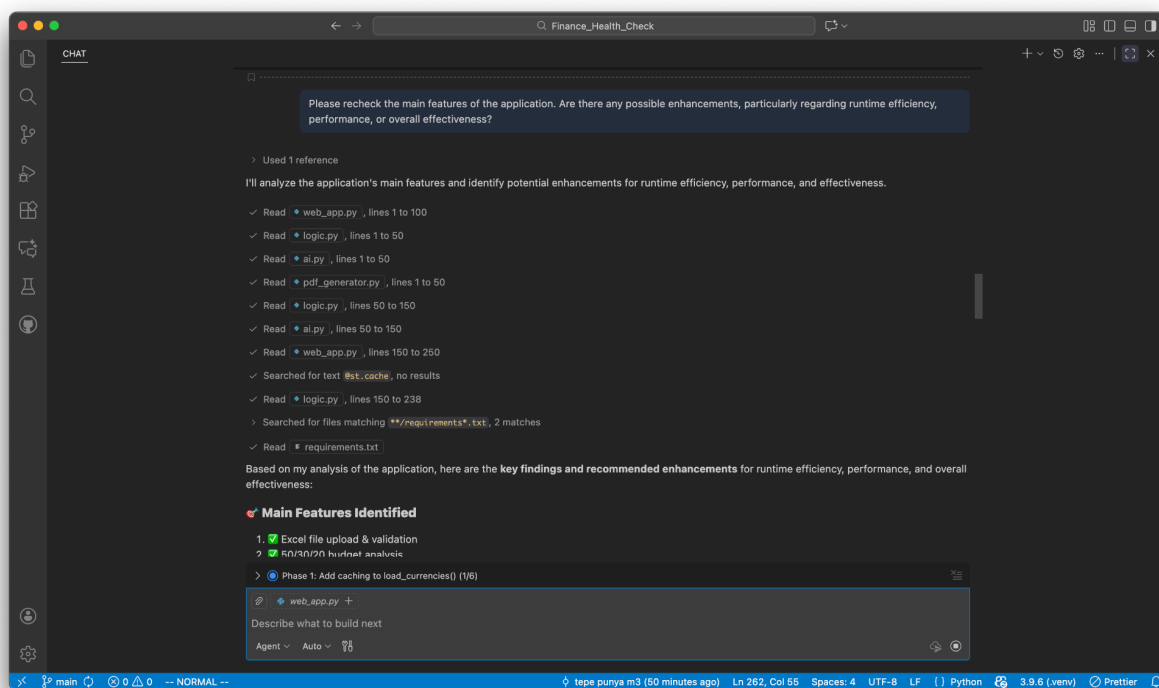 Finance_Health_Check
CHAT
Please recheck the main features of the application. Are there any possible enhancements, particularly regarding runtime efficiency,
performance, or overall effectiveness?
Used 1 reference
I'll analyze the application's main features and identify potential enhancements for runtime efficiency, performance, and effectiveness.
Read web_app.py , lines 1 to 100
Read logic.py , lines 1 to 50
Read ai.py , lines 1 to 50
Read pdf_generator.py , lines 1 to 50
Read logic.py , lines 50 to 150
Read ai.py , lines 50 to 150
Read web_app.py , lines 150 to 250
Searched for text @st.cache, no results
Read logic.py , lines 150 to 238
Searched for files matching **/requirements*.txt, 2 matches
Read requirements.txt
Based on my analysis of the application, here are the key findings and recommended enhancements for runtime efficiency, performance, and overall
effectiveness:
🎯 Main Features Identified
1. ✅ Excel file upload & validation
2. ✅ 50/30/20 budget analysis
Phase 1: Add caching to load_currencies() (1/6)
web_app.py +
Describe what to build next
Agent Auto
main 0 0 -- NORMAL -- tepe punya m3 (50 minutes ago) Ln 262, Col 55 Spaces: 4 UTF-8 LF { } Python 3.9.6 (.venv) Prettier